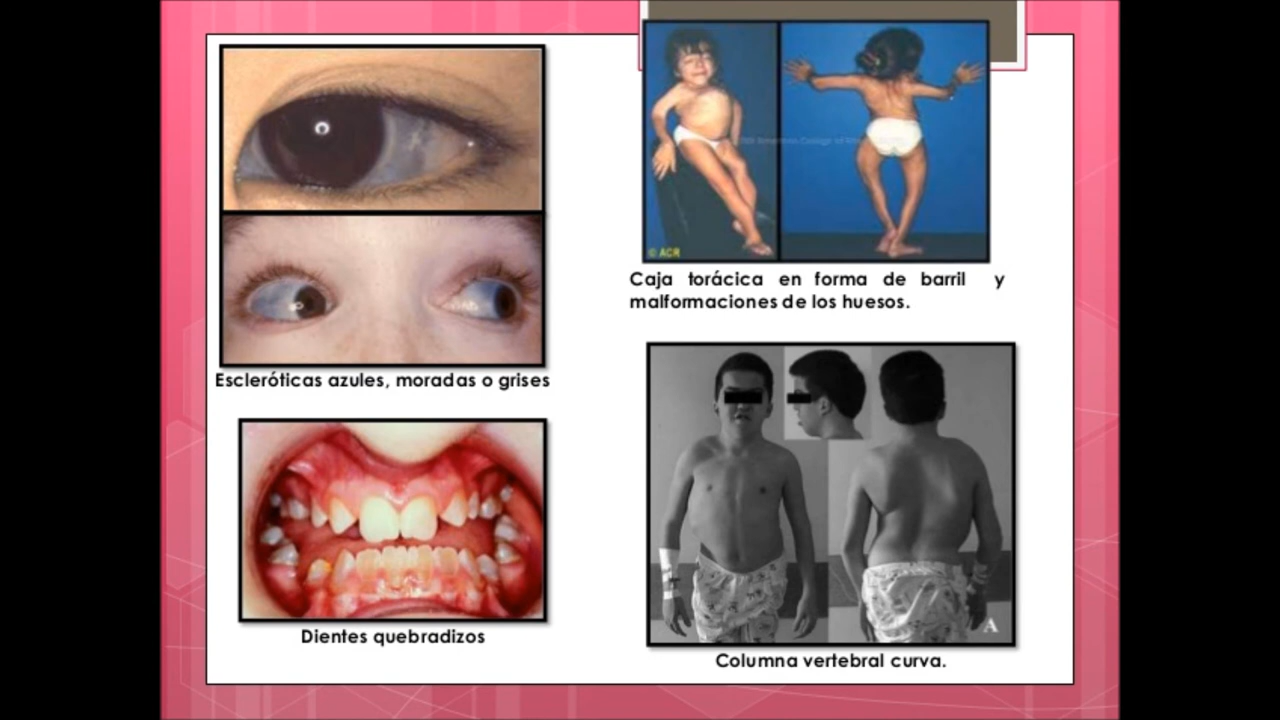 Escleróticas azules, moradas o grises
Dientes quebradizos
© ACR
Caja torácica en forma de barril y
malformaciones de los huesos.
A
Columna vertebral curva.